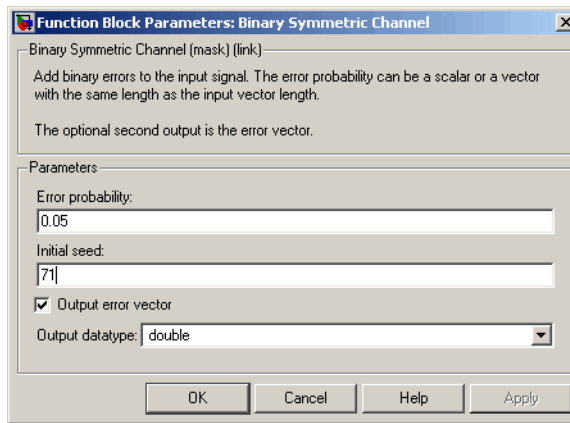 Function Block Parameters: Binary Symmetric Channel
Binary Symmetric Channel (mask) (link)
Add binary errors to the input signal. The error probability can be a scalar or a vector
with the same length as the input vector length.
The optional second output is the error vector.
Parameters
Error probability:
0.05
Initial seed:
71
Output error vector
Output datatype: double
OK Cancel Help Apply